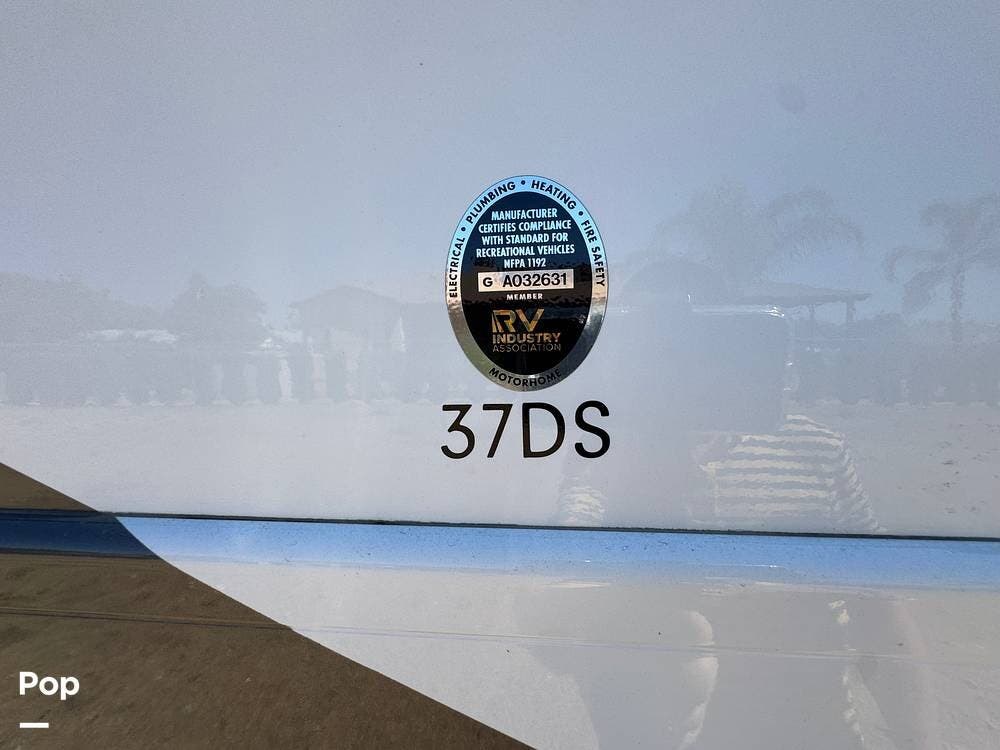 ELECTRICAL • PLUMBING • HEATING • FIRE SAFETY
MANUFACTURER
CERTIFIES COMPLIANCE
WITH STANDARD FOR
RECREATIONAL VEHICLES
NFPA 1192
G A032631
MEMBER
RV
INDUSTRY
ASSOCIATION
MOTORHOME
37DS
Pop